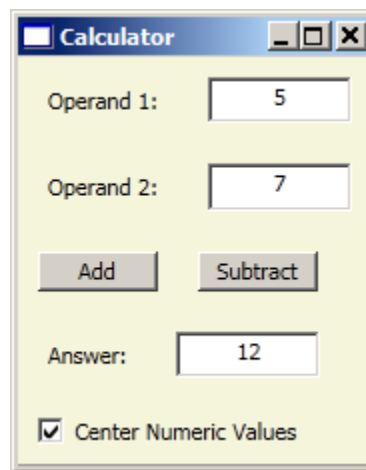 Calculator
Operand 1: 5
Operand 2: 7
Add Subtract
Answer: 12
Center Numeric Values